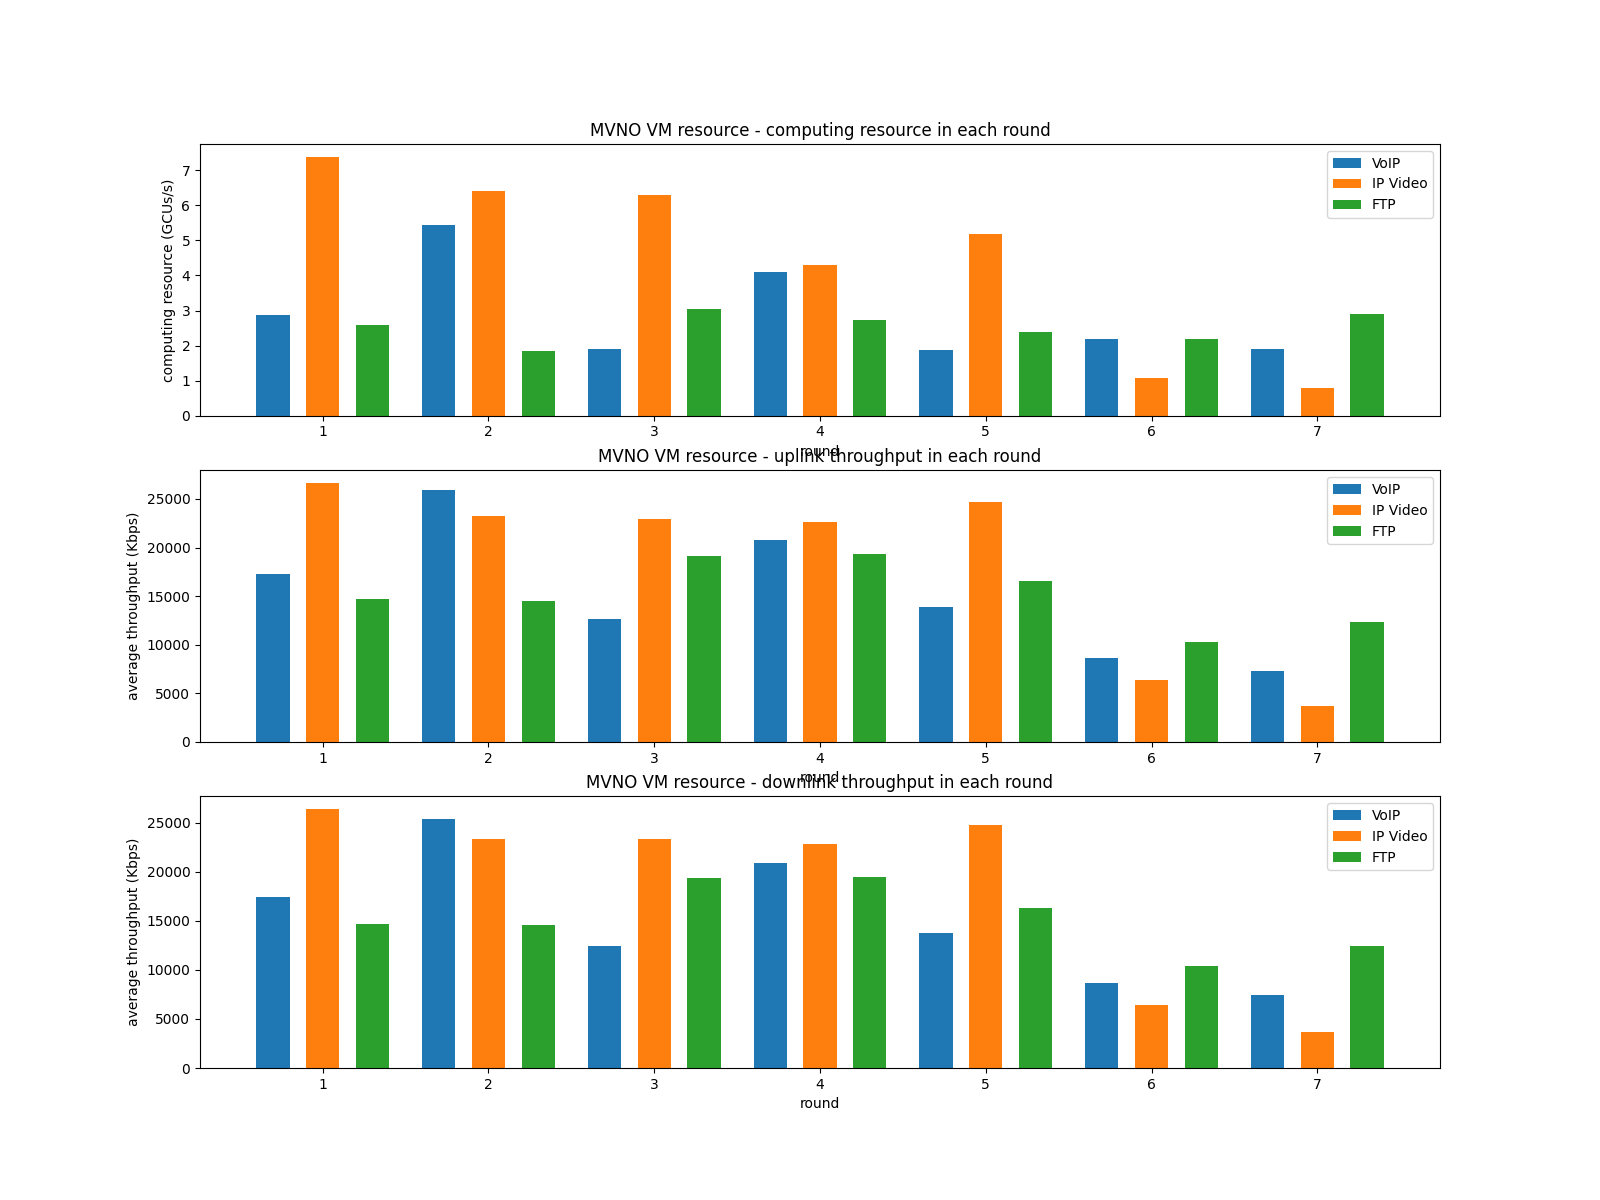 MVNO VM resource - computing resource in each round
computing resource (GCUs/s)
7
6
5
4
3
2
1
0
VoIP
IP Video
FTP
1 2 3 4 5 6 7
round
MVNO VM resource - uplink throughput in each round
average throughput (Kbps)
25000
20000
15000
10000
5000
0
VoIP
IP Video
FTP
1 2 3 4 5 6 7
round
MVNO VM resource - downlink throughput in each round
average throughput (Kbps)
25000
20000
15000
10000
5000
0
VoIP
IP Video
FTP
1 2 3 4 5 6 7
round